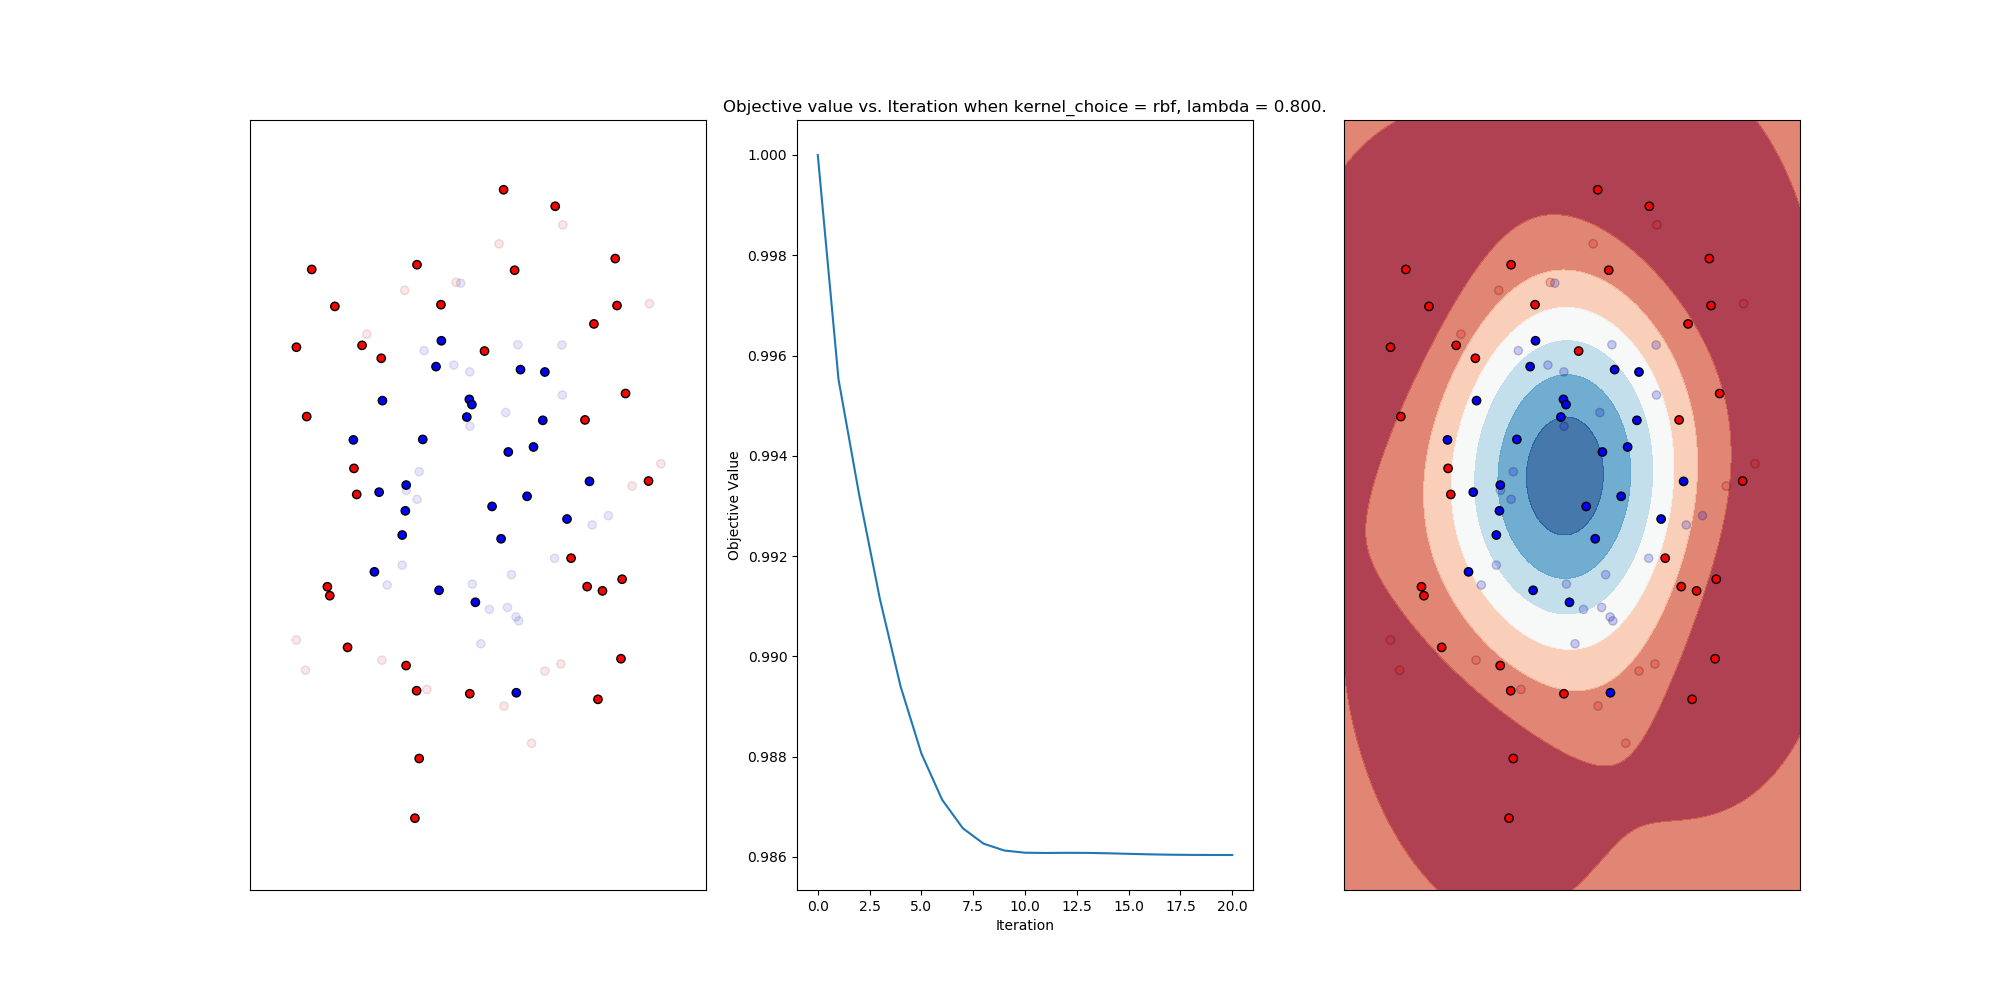 Objective value vs. Iteration when kernel_choice = rbf, lambda = 0.800.
Objective Value
1.000
0.998
0.996
0.994
0.992
0.990
0.988
0.986
0.0 2.5 5.0 7.5 10.0 12.5 15.0 17.5 20.0
Iteration